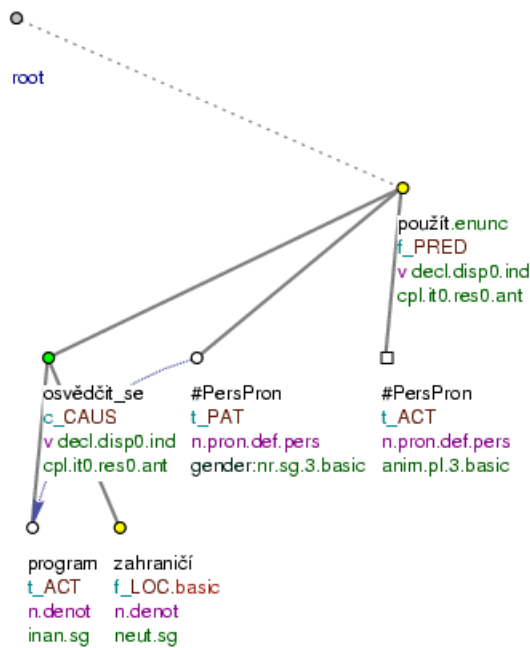 root
použít.enunc
f_PRED
v decl.disp0.ind
cpl.it0.res0.ant
osvědčit_se
c_CAUS
v decl.disp0.ind
cpl.it0.res0.ant
#PersPron
t_PAT
n.pron.def.pers
gender:nr.sg.3.basic
#PersPron
t_ACT
n.pron.def.pers
anim.pl.3.basic
program
t_ACT
n.denot
inan.sg
zahraničí
f_LOC.basic
n.denot
neut.sg